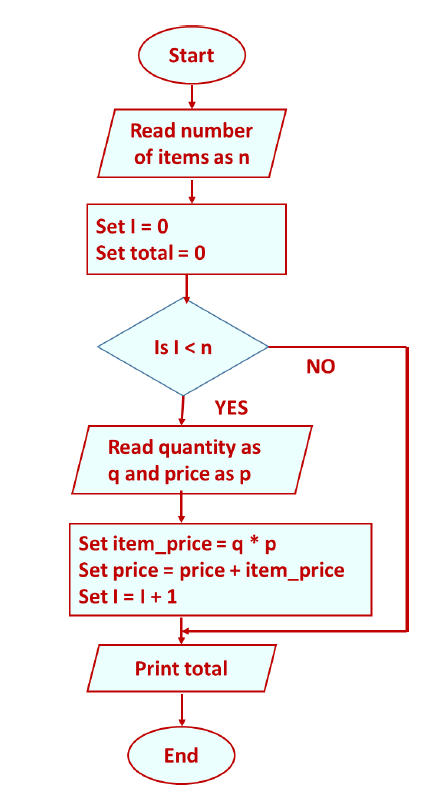 Start
Read number
of items as n
Set I = 0
Set total = 0
Is I < n
NO
YES
Read quantity as
q and price as p
Set item_price = q * p
Set price = price + item_price
Set I = I + 1
Print total
End